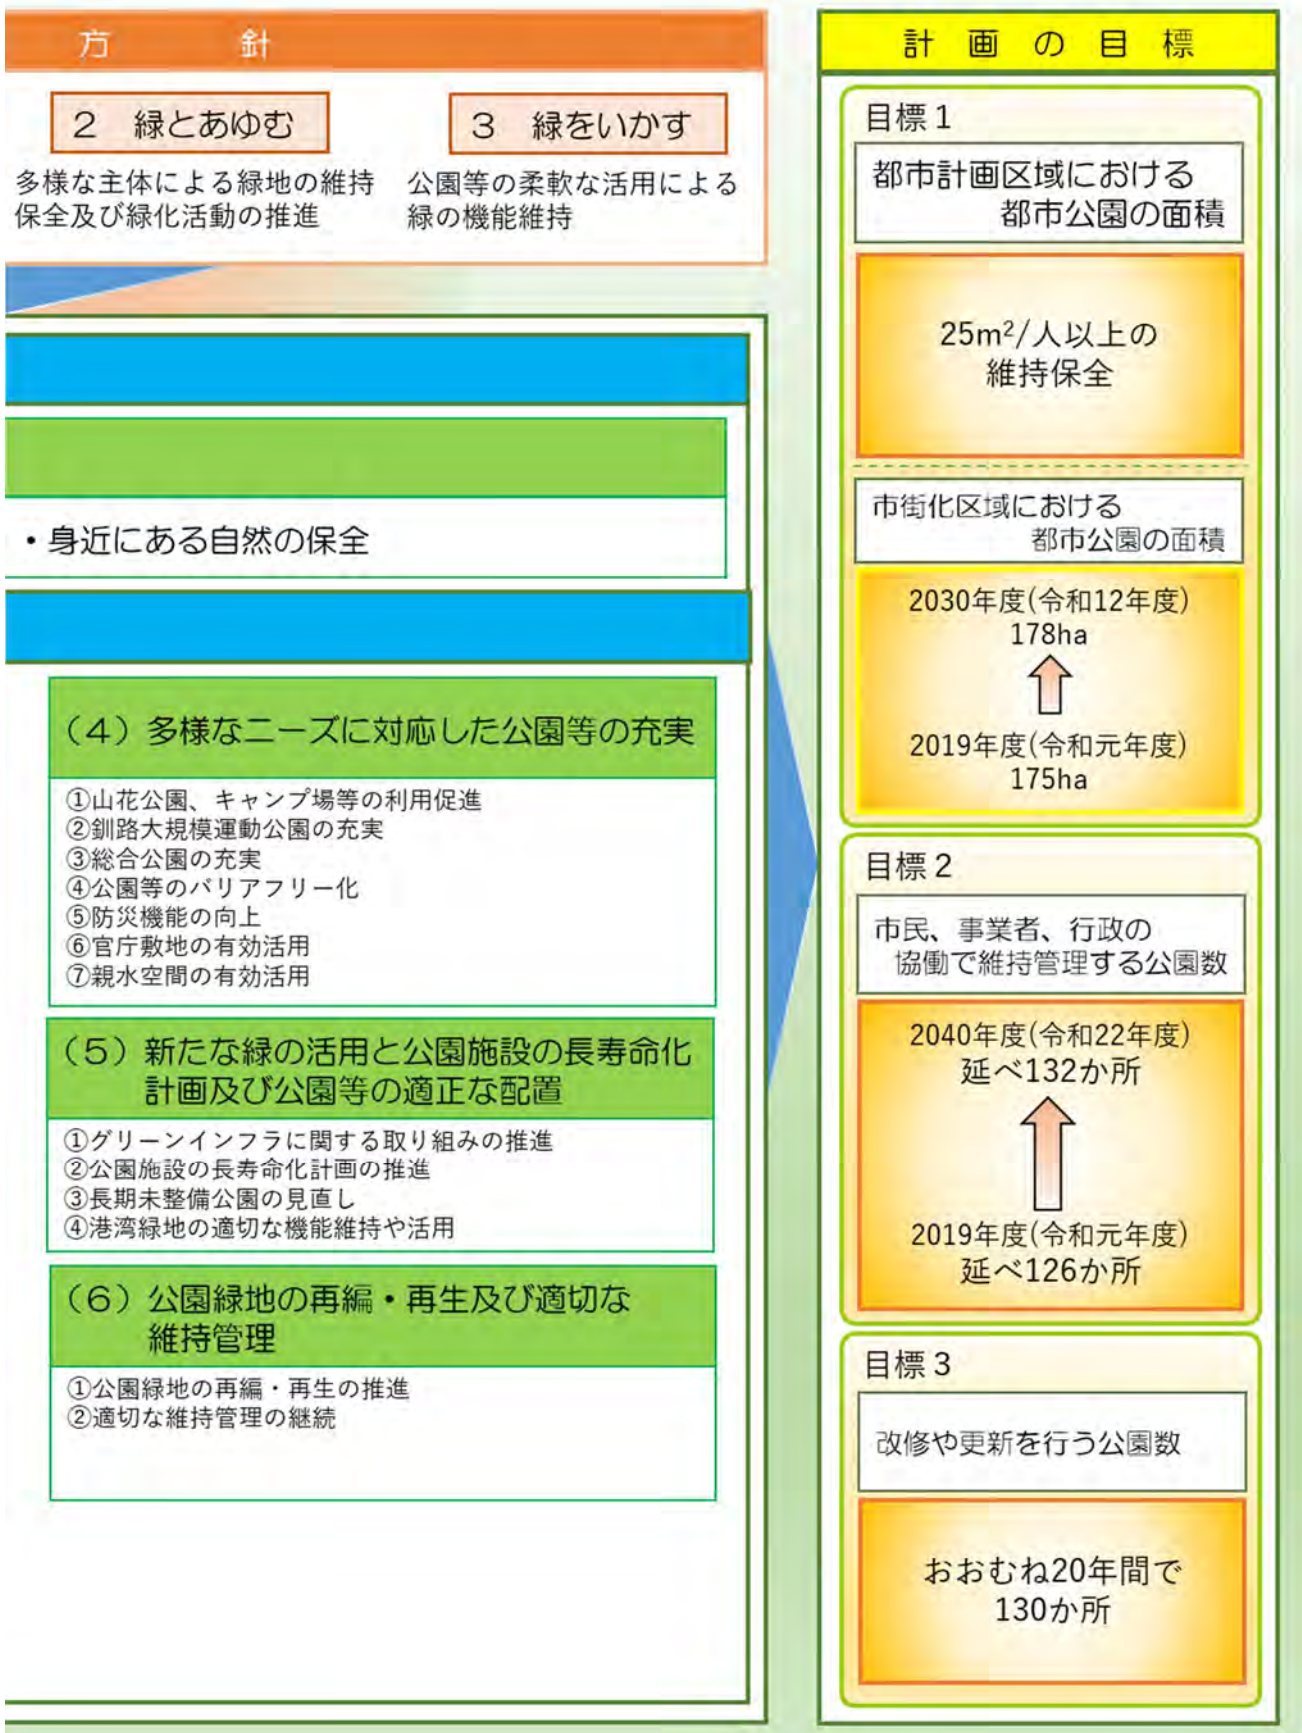 方針
2 緑とあゆむ
多様な主体による緑地の維持
保全及び緑化活動の推進
3 緑をいかす
公園等の柔軟な活用による
緑の機能維持
・身近にある自然の保全
（4）多様なニーズに対応した公園等の充実
①山花公園、キャンプ場等の利用促進
②釧路大規模運動公園の充実
③総合公園の充実
④公園等のバリアフリー化
⑤防災機能の向上
⑥官庁敷地の有効活用
⑦親水空間の有効活用
（5）新たな緑の活用と公園施設の長寿命化
計画及び公園等の適正な配置
①グリーンインフラに関する取り組みの推進
②公園施設の長寿命化計画の推進
③長期未整備公園の見直し
④港湾緑地の適切な機能維持や活用
（6）公園緑地の再編・再生及び適切な
維持管理
①公園緑地の再編・再生の推進
②適切な維持管理の継続
計画の目標
目標1
都市計画区域における
都市公園の面積
25m²/人以上の
維持保全
市街化区域における
都市公園の面積
2030年度(令和12年度)
178ha
2019年度(令和元年度)
175ha
目標2
市民、事業者、行政の
協働で維持管理する公園数
2040年度(令和22年度)
延べ132か所
2019年度(令和元年度)
延べ126か所
目標3
改修や更新を行う公園数
おおむね20年間で
130か所